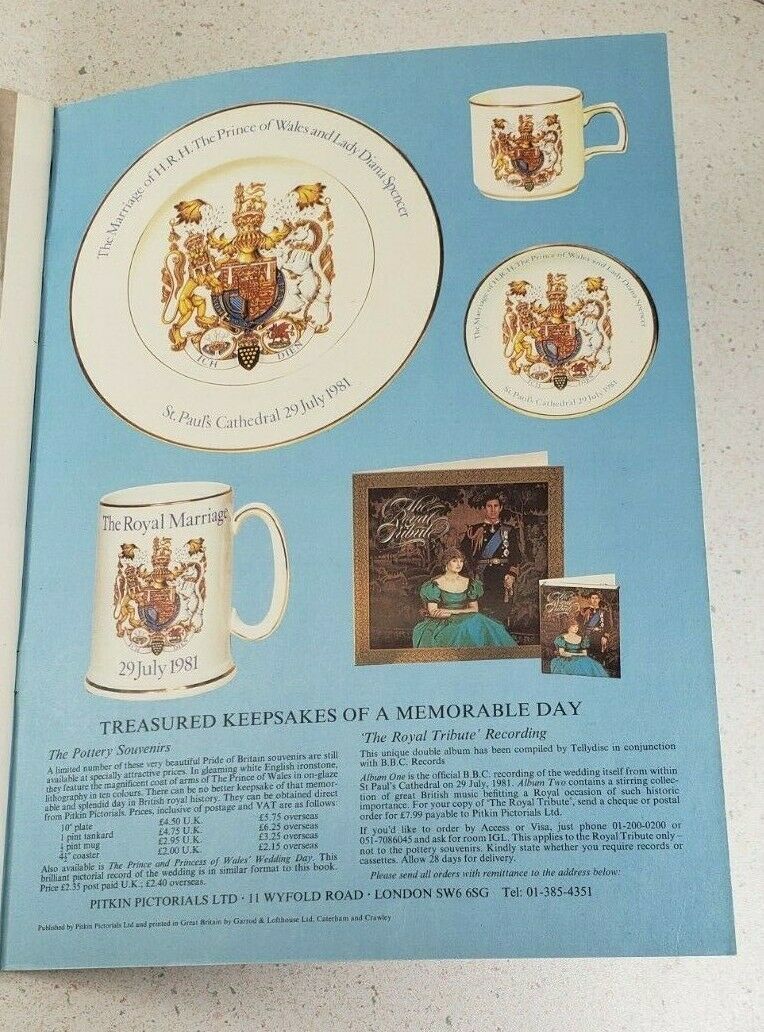 The Marriage of H.R.H. The Prince of Wales and Lady Diana Spencer
ICH DIEN
St. Paul's Cathedral 29 July 1981
The Marriage of H.R.H. The Prince of Wales and Lady Diana Spencer
St. Paul's Cathedral 29 July 1981
The Royal Marriage
29 July 1981
The
Royal
Tribute
The
Royal
Tribute
TREASURED KEEPSAKES OF A MEMORABLE DAY
The Pottery Souvenirs
A limited number of these very beautiful Pride of Britain souvenirs are still
available at specially attractive prices. In gleaming white English ironstone,
they feature the magnificent coat of arms of The Prince of Wales in on-glaze
lithography in ten colours. There can be no better keepsake of that memor-
able and splendid day in British royal history. They can be obtained direct
from Pitkin Pictorials. Prices, inclusive of postage and VAT are as follows:
10" plate £4.50 U.K. £5.75 overseas
1 pint tankard £4.75 U.K. £6.25 overseas
½ pint mug £2.95 U.K. £3.25 overseas
4½" coaster £2.00 U.K. £2.15 overseas
Also available is The Prince and Princess of Wales' Wedding Day. This
brilliant pictorial record of the wedding is in similar format to this book.
Price £2.35 post paid U.K.; £2.40 overseas.
'The Royal Tribute' Recording
This unique double album has been compiled by Tellydisc in conjunction
with B.B.C. Records
Album One is the official B.B.C. recording of the wedding itself from within
St Paul's Cathedral on 29 July, 1981. Album Two contains a stirring collec-
tion of great British music befitting a Royal occasion of such historic
importance. For your copy of 'The Royal Tribute', send a cheque or postal
order for £7.99 payable to Pitkin Pictorials Ltd.
If you'd like to order by Access or Visa, just phone 01-200-0200 or
051-7086045 and ask for room IGL. This applies to the Royal Tribute only –
not to the pottery souvenirs. Kindly state whether you require records or
cassettes. Allow 28 days for delivery.
Please send all orders with remittance to the address below:
PITKIN PICTORIALS LTD · 11 WYFOLD ROAD · LONDON SW6 6SG Tel: 01-385-4351
Published by Pitkin Pictorials Ltd and printed in Great Britain by Garrod & Lofthouse Ltd, Caterham and Crawley